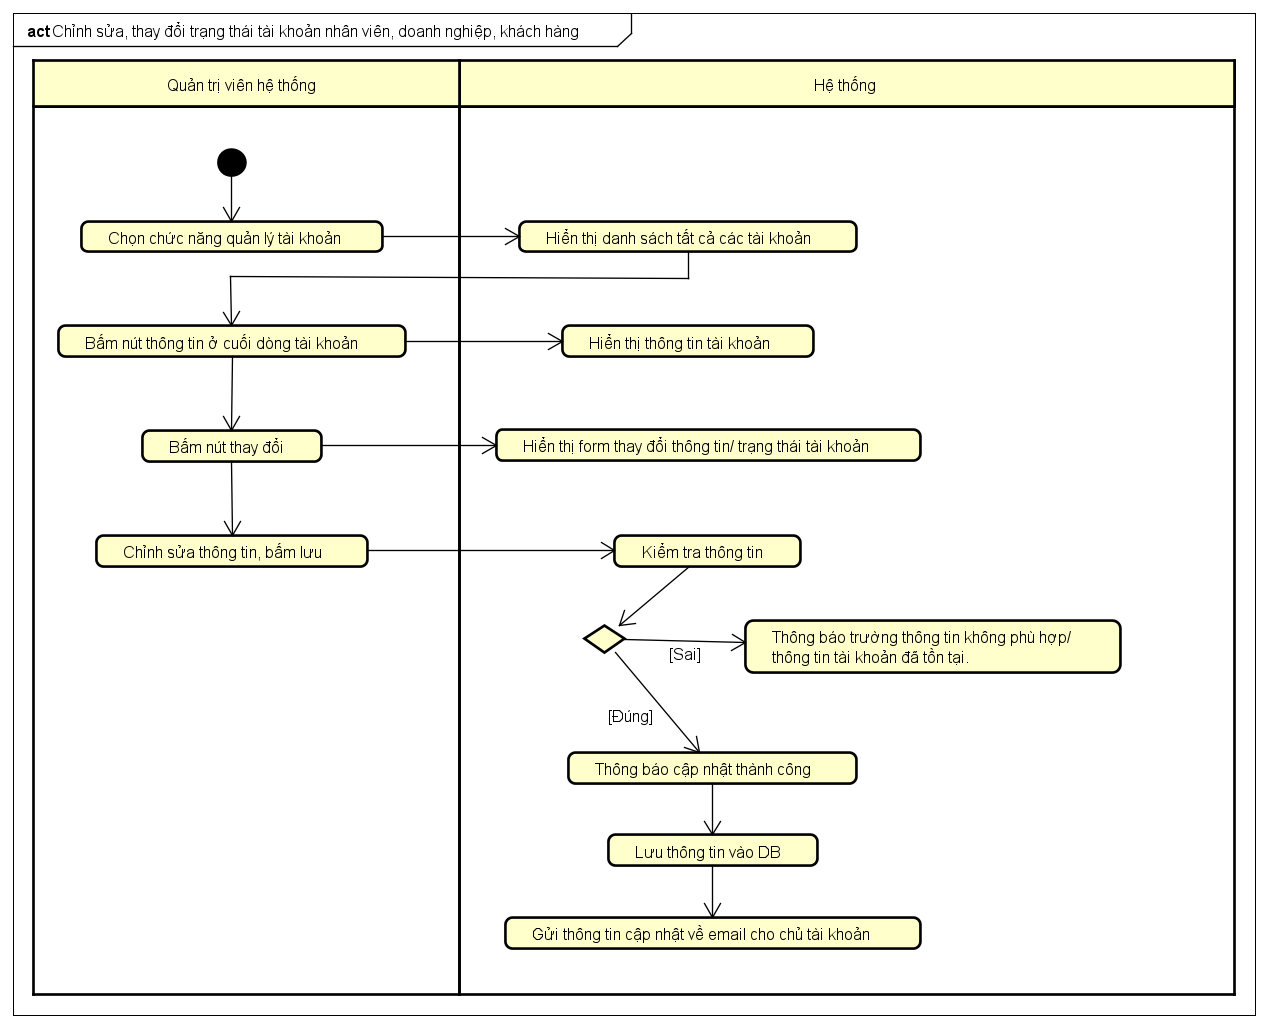 act Chỉnh sửa, thay đổi trạng thái tài khoản nhân viên, doanh nghiệp, khách hàng
Quản trị viên hệ thống
Hệ thống
Chọn chức năng quản lý tài khoản
Hiển thị danh sách tất cả các tài khoản
Bấm nút thông tin ở cuối dòng tài khoản
Hiển thị thông tin tài khoản
Bấm nút thay đổi
Hiển thị form thay đổi thông tin/ trạng thái tài khoản
Chỉnh sửa thông tin, bấm lưu
Kiểm tra thông tin
Thông báo trường thông tin không phù hợp/
thông tin tài khoản đã tồn tại.
[Sai]
[Đúng]
Thông báo cập nhật thành công
Lưu thông tin vào DB
Gửi thông tin cập nhật về email cho chủ tài khoản